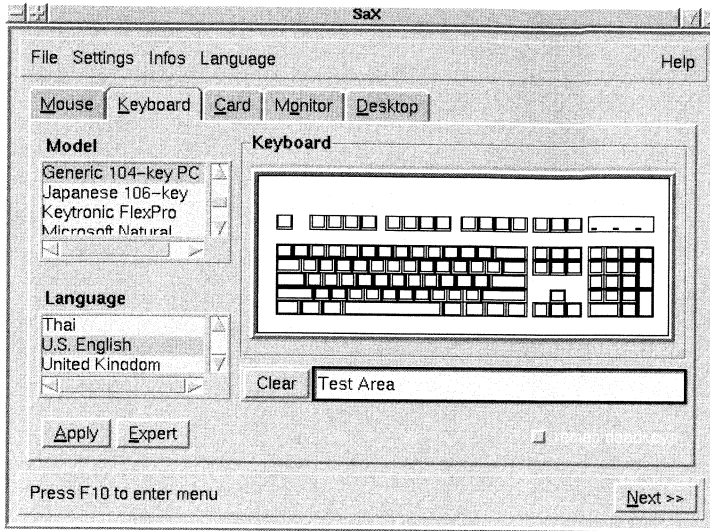 SaX
File Settings Infos Language Help
Mouse Keyboard Card Monitor Desktop
Model
Generic 104-key PC
Japanese 106-key
Keytronic FlexPro
Microsoft Natural
Language
Thai
U.S. English
United Kingdom
Keyboard
Clear Test Area
Apply Expert
Press F10 to enter menu
Next >>